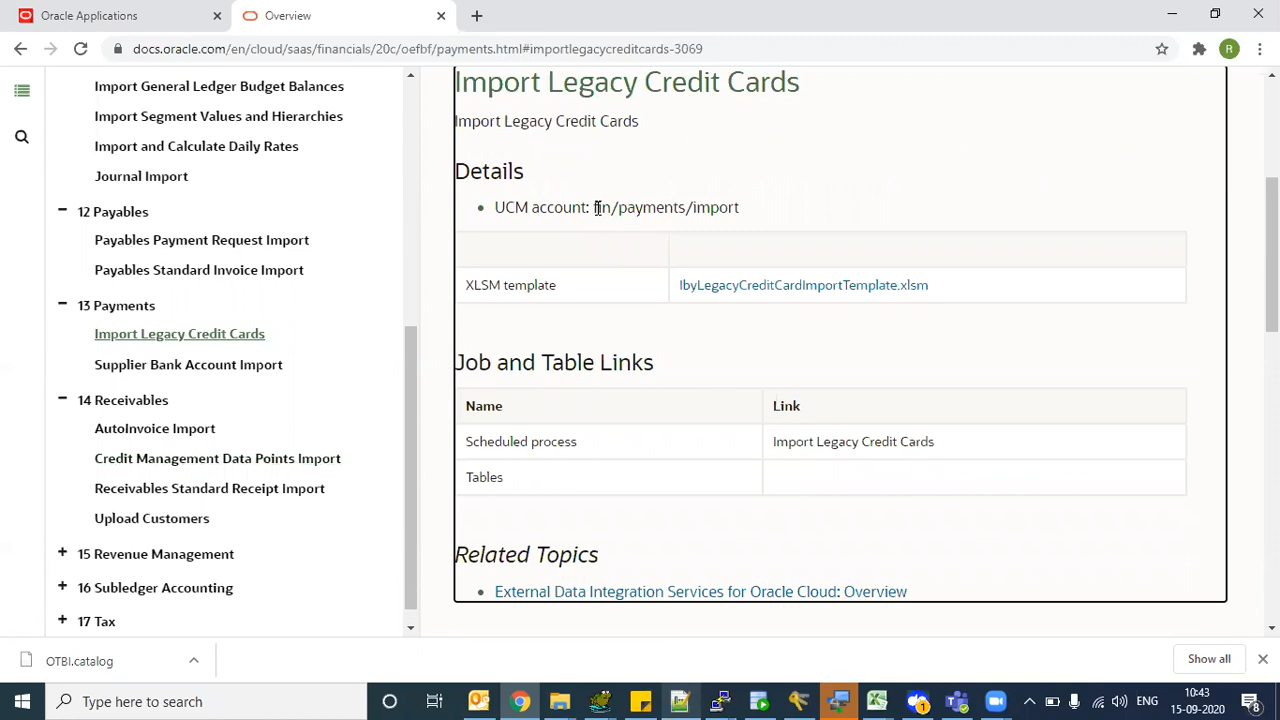 Oracle Applications
Overview
docs.oracle.com/en/cloud/saas/financials/20c/oefbf/payments.html#importlegacycreditcards-3069
R
Import General Ledger Budget Balances
Import Segment Values and Hierarchies
Import and Calculate Daily Rates
Journal Import
12 Payables
Payables Payment Request Import
Payables Standard Invoice Import
13 Payments
Import Legacy Credit Cards
Supplier Bank Account Import
14 Receivables
AutoInvoice Import
Credit Management Data Points Import
Receivables Standard Receipt Import
Upload Customers
15 Revenue Management
16 Subledger Accounting
17 Tax
Import Legacy Credit Cards
Import Legacy Credit Cards
Details
UCM account: fin/payments/import
XLSM template IbyLegacyCreditCardImportTemplate.xlsm
Job and Table Links
Name Link
Scheduled process Import Legacy Credit Cards
Tables
Related Topics
External Data Integration Services for Oracle Cloud: Overview
OTBI.catalog
Show all
Type here to search
ENG
10:43
15-09-2020
8